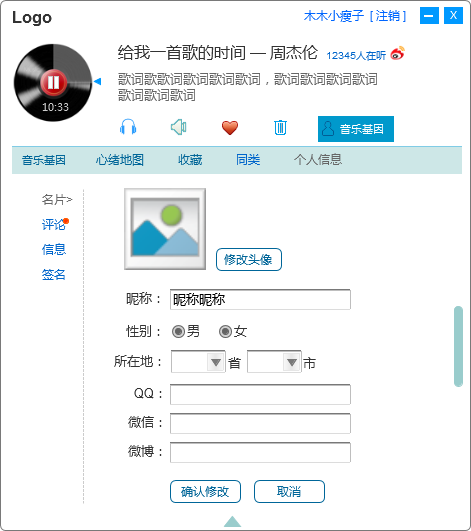 Logo
木木小瘦子 [ 注销 ]
给我一首歌的时间 — 周杰伦 12345人在听
歌词歌歌词歌词歌词歌词，歌词歌词歌词歌词
歌词歌词歌词
10:33
音乐基因
音乐基因 心绪地图 收藏 同类 个人信息
名片>
评论
信息
签名
修改头像
昵称： 昵称昵称
性别： 男 女
所在地： 省 市
QQ：
微信：
微博：
确认修改 取消